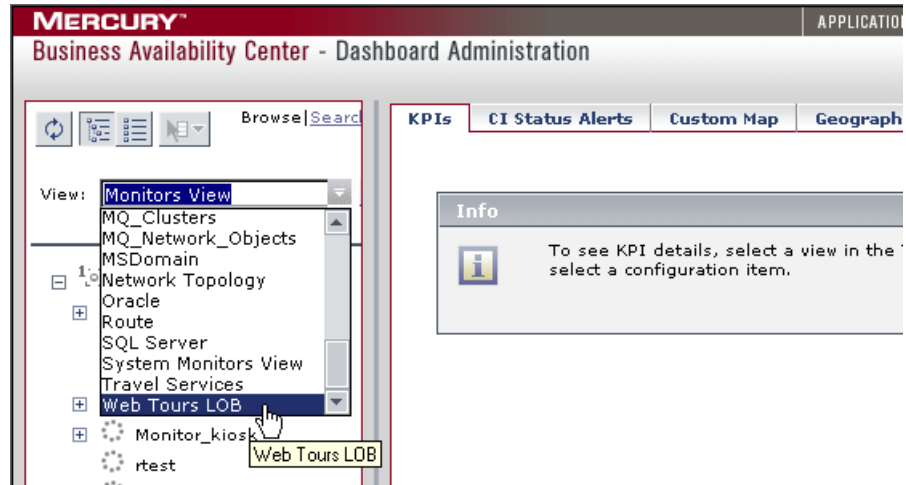 MERCURY™
APPLICATION
Business Availability Center - Dashboard Administration
Browse|Search
KPIs
CI Status Alerts
Custom Map
Geograph
View:
Monitors View
MQ_Clusters
MQ_Network_Objects
MSDomain
Network Topology
Oracle
Route
SQL Server
System Monitors View
Travel Services
Web Tours LOB
Monitor_kiosk
Web Tours LOB
rtest
Info
To see KPI details, select a view in the
select a configuration item.